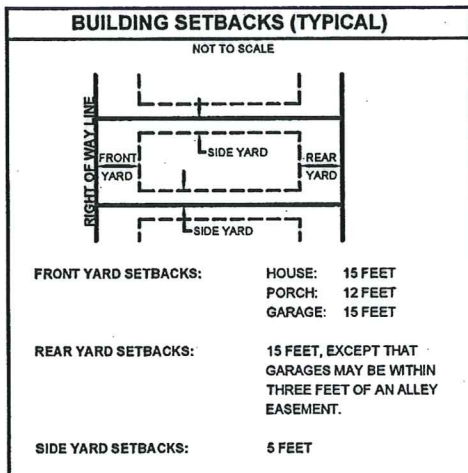 BUILDING SETBACKS (TYPICAL)
NOT TO SCALE
RIGHT OF WAY LINE
FRONT
YARD
SIDE YARD
REAR
YARD
SIDE YARD
FRONT YARD SETBACKS: HOUSE: 15 FEET
PORCH: 12 FEET
GARAGE: 15 FEET
REAR YARD SETBACKS: 15 FEET, EXCEPT THAT
GARAGES MAY BE WITHIN
THREE FEET OF AN ALLEY
EASEMENT.
SIDE YARD SETBACKS: 5 FEET